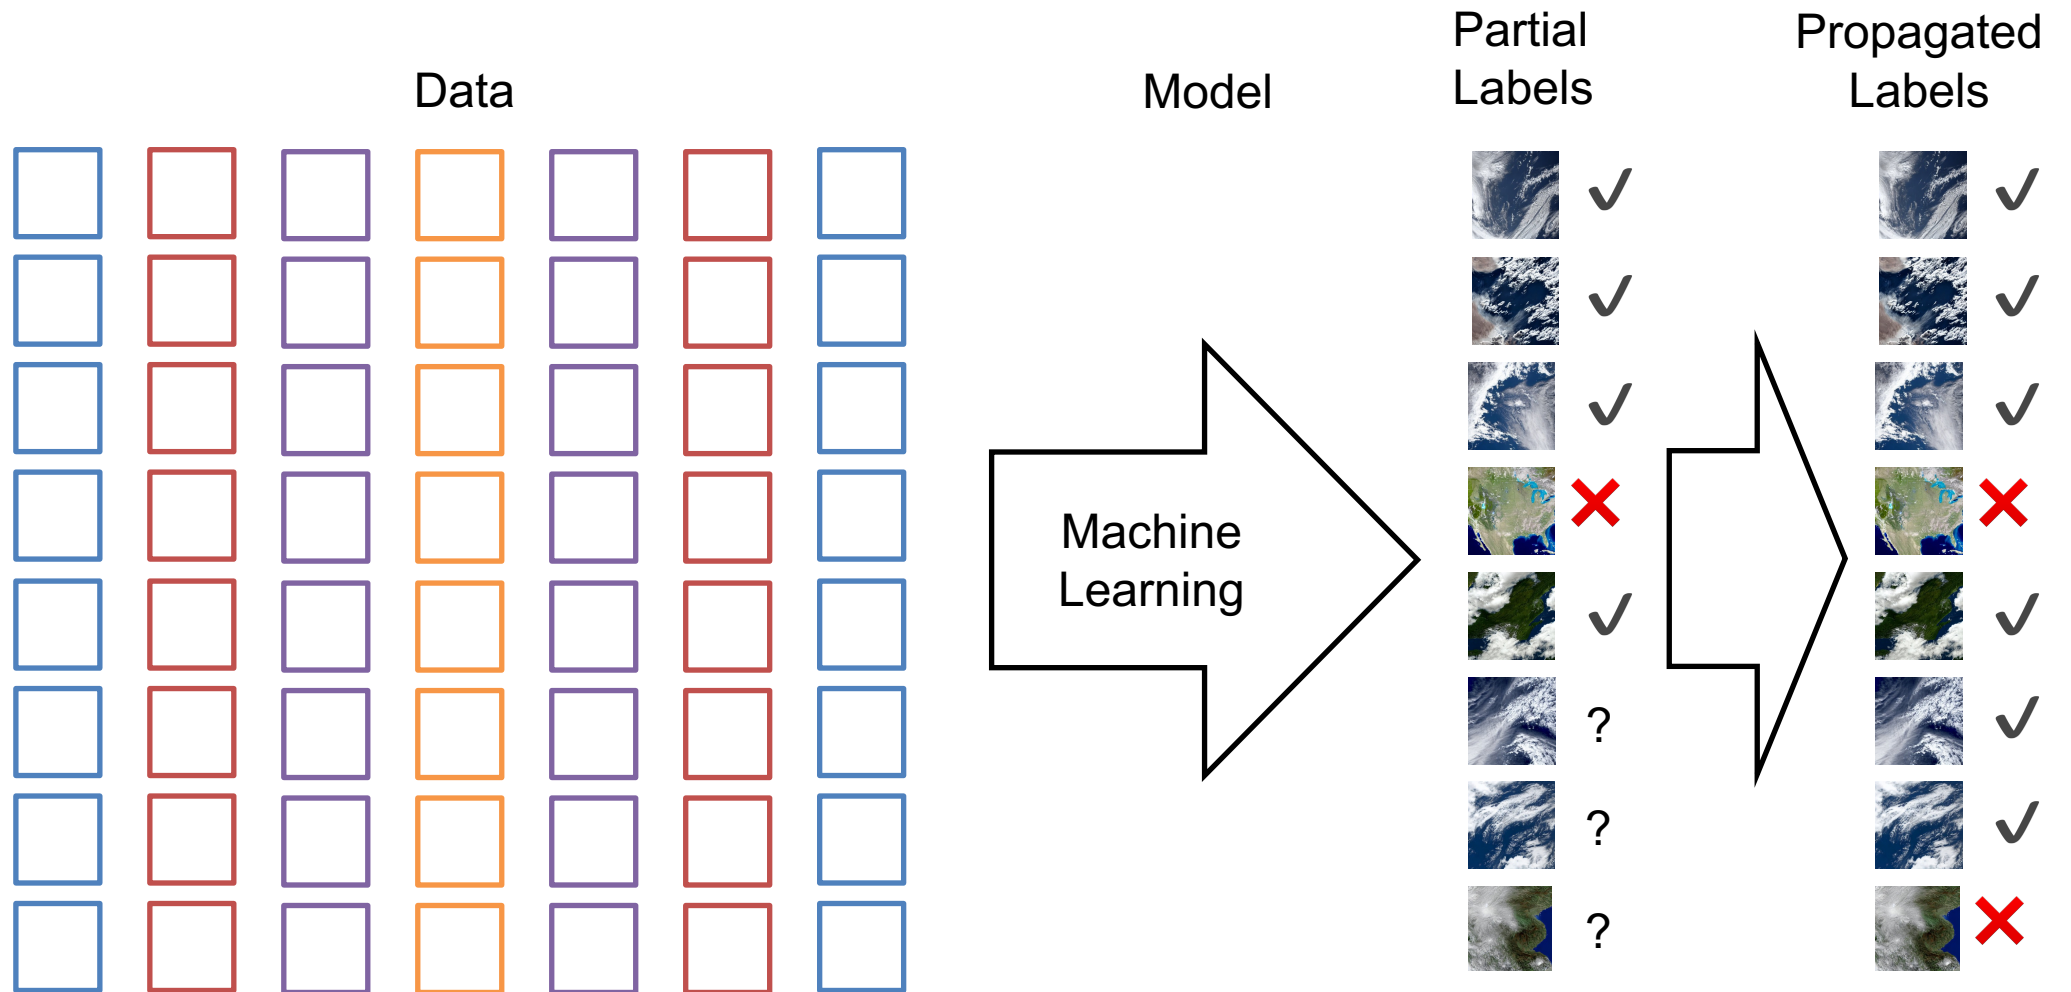 Data
Model
Partial
Labels
Propagated
Labels
Machine
Learning
?
?
?